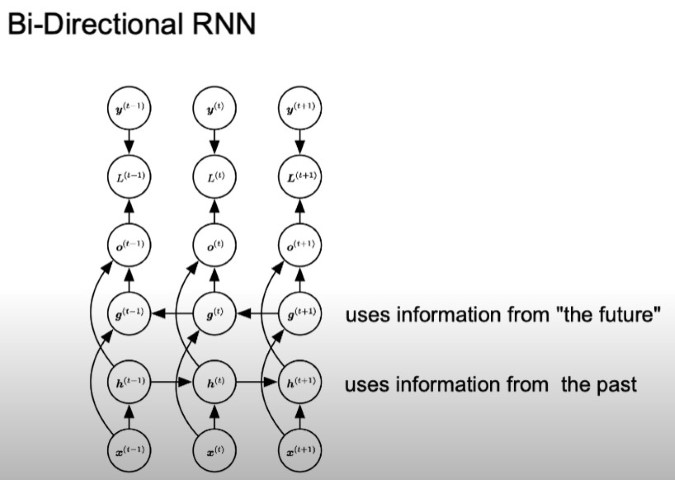 Bi-Directional RNN
y(t−1) y(t) y(t+1)
L(t−1) L(t) L(t+1)
o(t−1) o(t) o(t+1)
g(t−1) g(t) g(t+1) uses information from "the future"
h(t−1) h(t) h(t+1) uses information from the past
x(t−1) x(t) x(t+1)